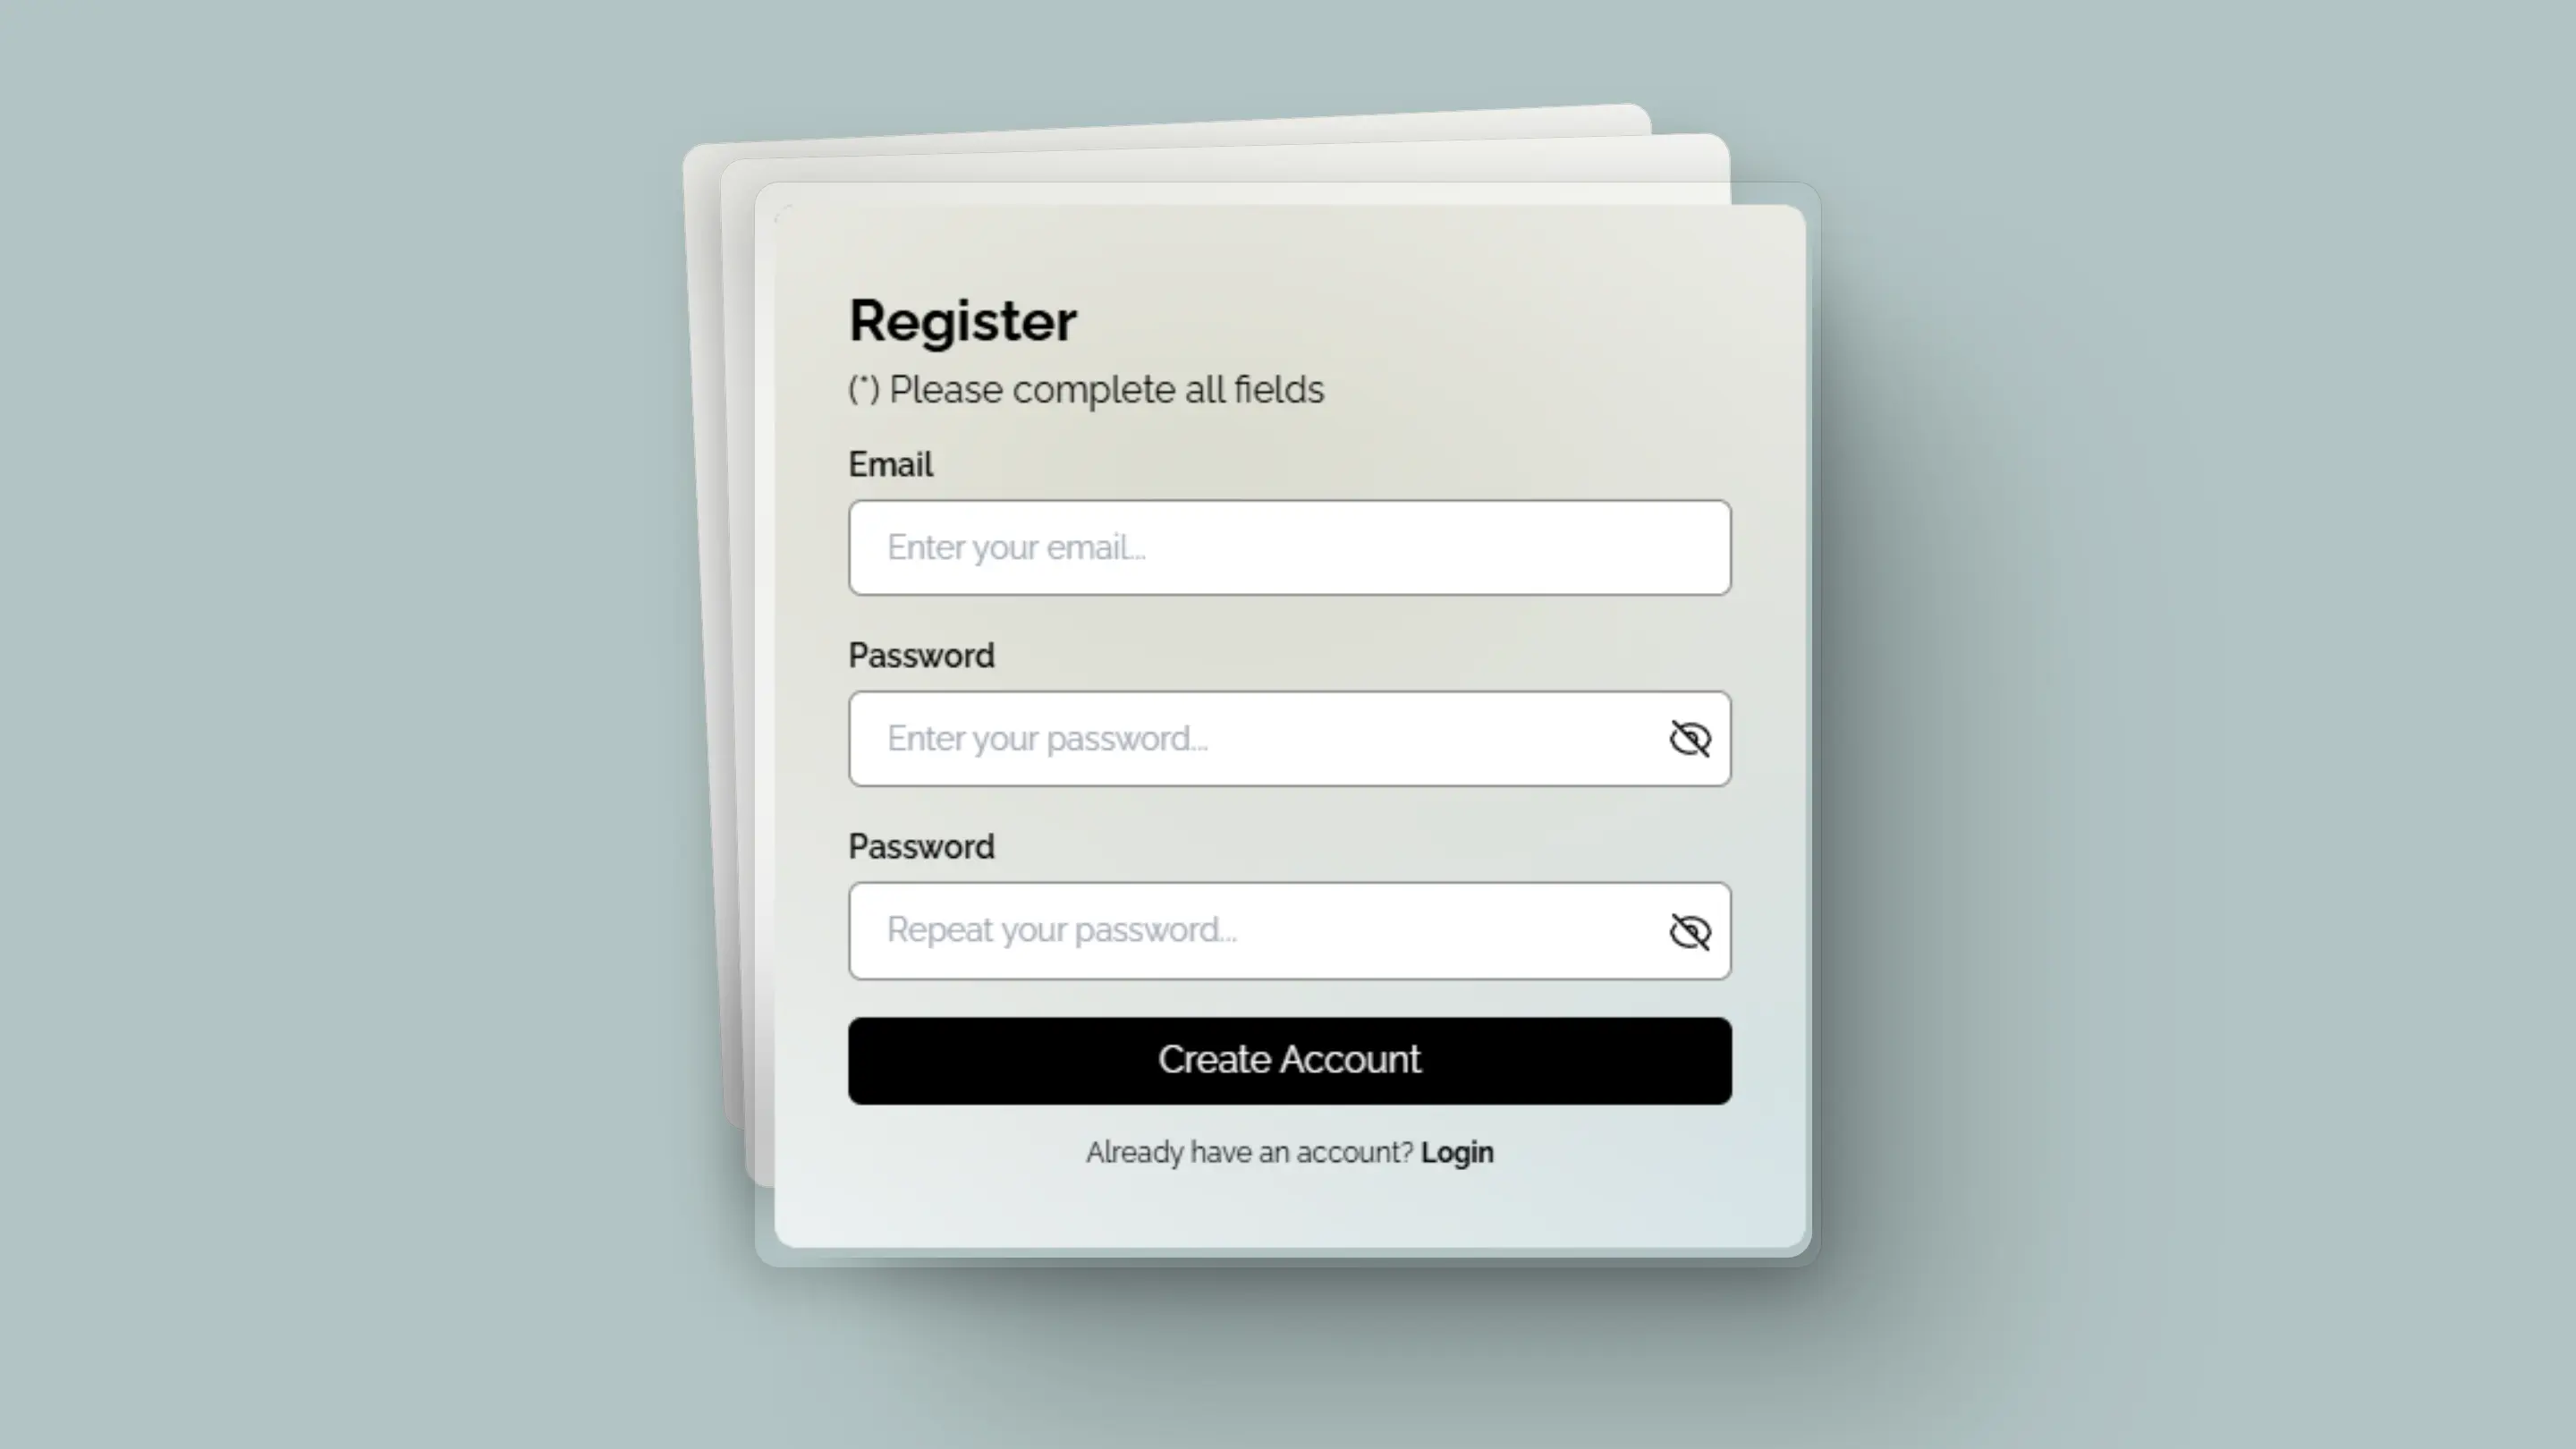 Register
(*) Please complete all fields
Email
Enter your email...
Password
Enter your password...
Password
Repeat your password...
Create Account
Already have an account? Login